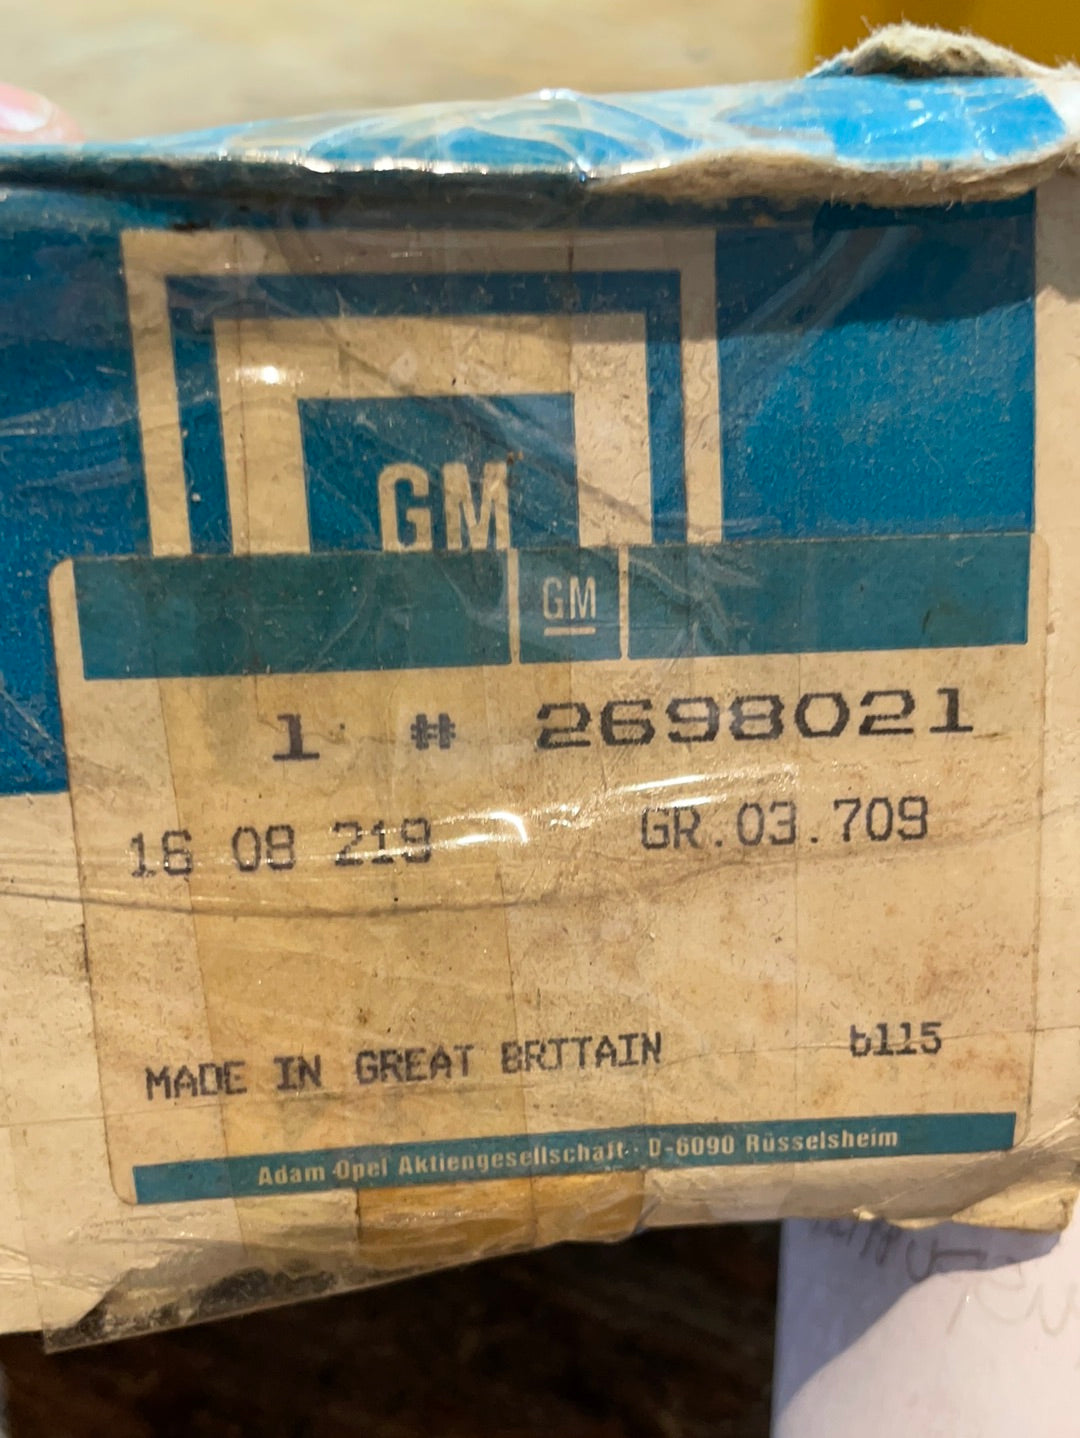 GM
GM
1 # 2698021
16 08 219 GR.03.709
MADE IN GREAT BRITAIN b115
Adam Opel Aktiengesellschaft · D-6090 Rüsselsheim